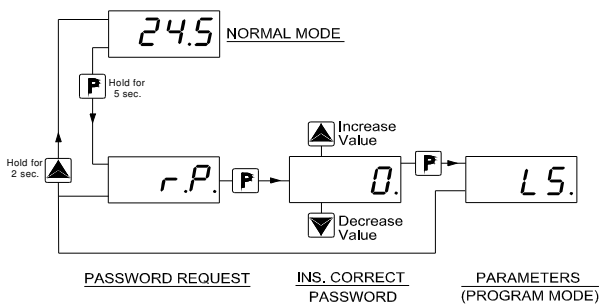 24.5
NORMAL MODE
P
Hold for
5 sec.
Increase
Value
Hold for
2 sec.
r.P.
P
0.
P
LS.
Decrease
Value
PASSWORD REQUEST
INS. CORRECT
PASSWORD
PARAMETERS
(PROGRAM MODE)